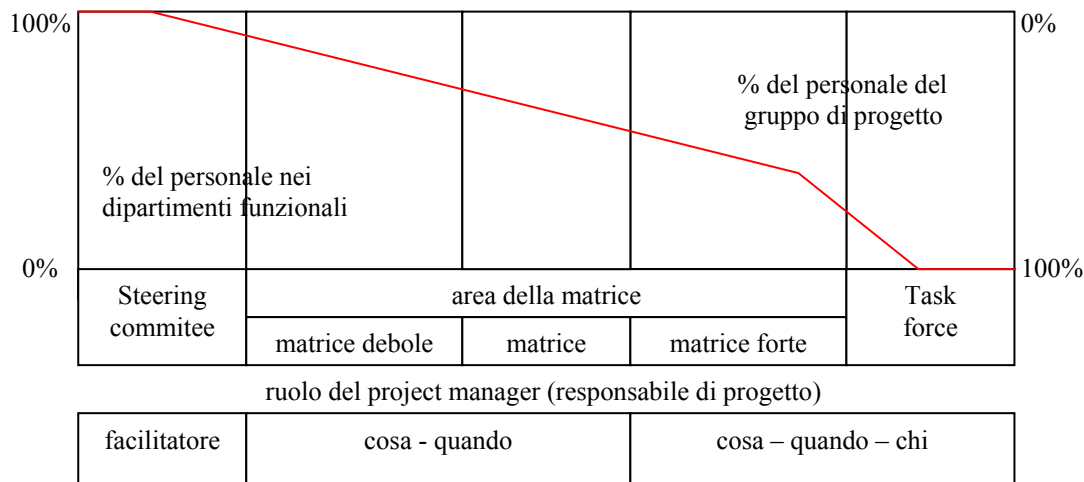 100%
0%
% del personale del
gruppo di progetto
% del personale nei
dipartimenti funzionali
0%
100%
Steering
commitee
area della matrice
Task
force
matrice debole
matrice
matrice forte
ruolo del project manager (responsabile di progetto)
facilitatore
cosa - quando
cosa – quando – chi